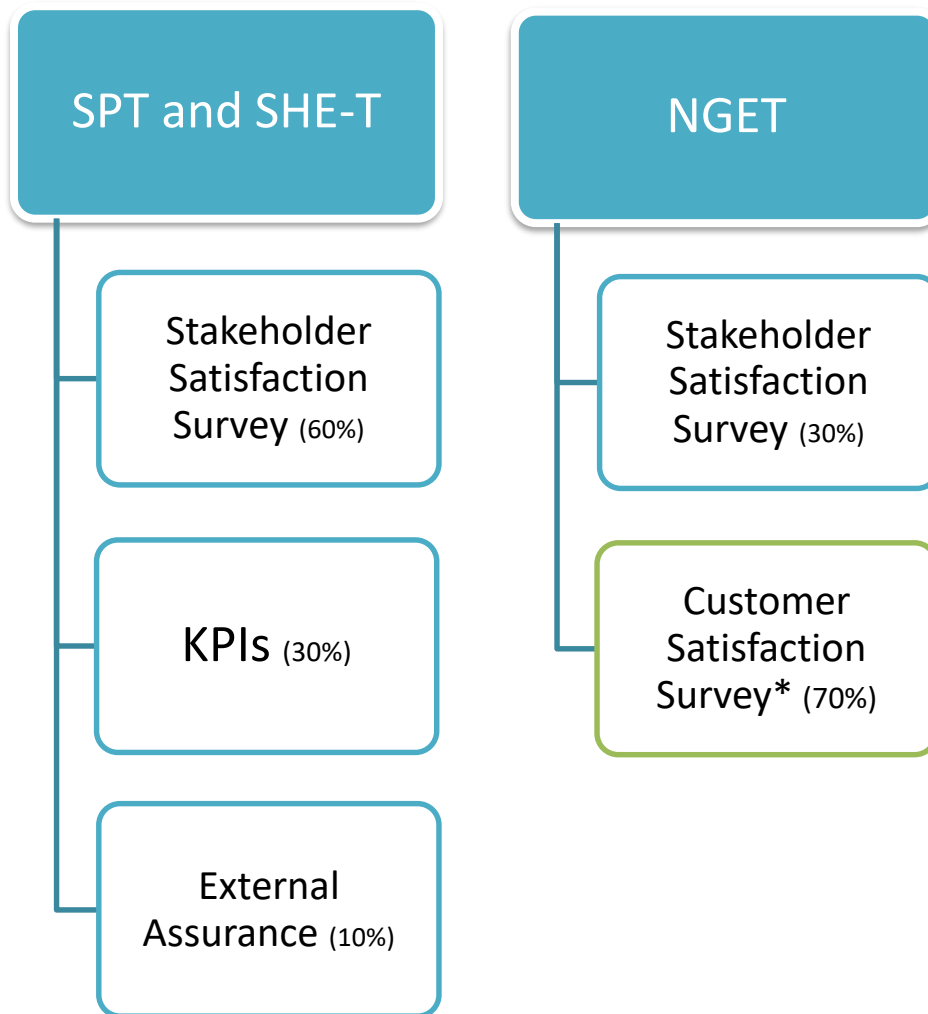 SPT and SHE-T
Stakeholder
Satisfaction
Survey (60%)
KPIs (30%)
External
Assurance (10%)
NGET
Stakeholder
Satisfaction
Survey (30%)
Customer
Satisfaction
Survey* (70%)